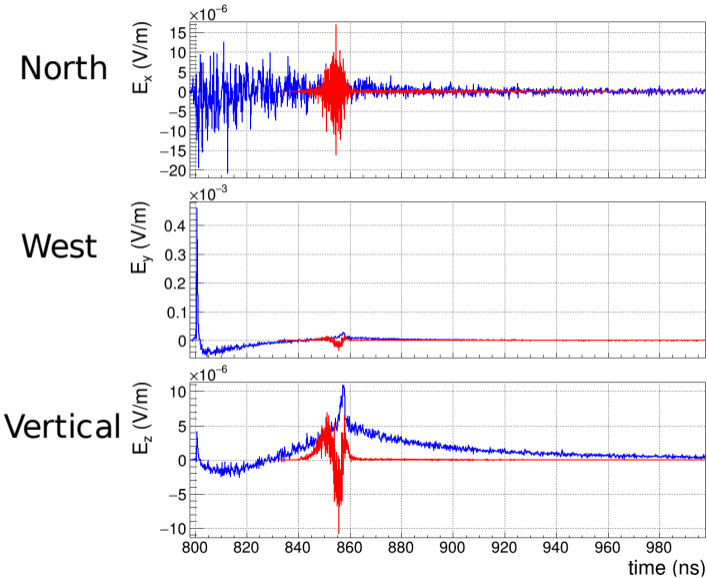 ×10⁻⁶
North
E_x (V/m)
15
10
5
0
−5
−10
−15
−20
×10⁻³
West
E_y (V/m)
0.4
0.3
0.2
0.1
0
×10⁻⁶
Vertical
E_z (V/m)
10
5
0
−5
−10
800 820 840 860 880 900 920 940 960 980
time (ns)